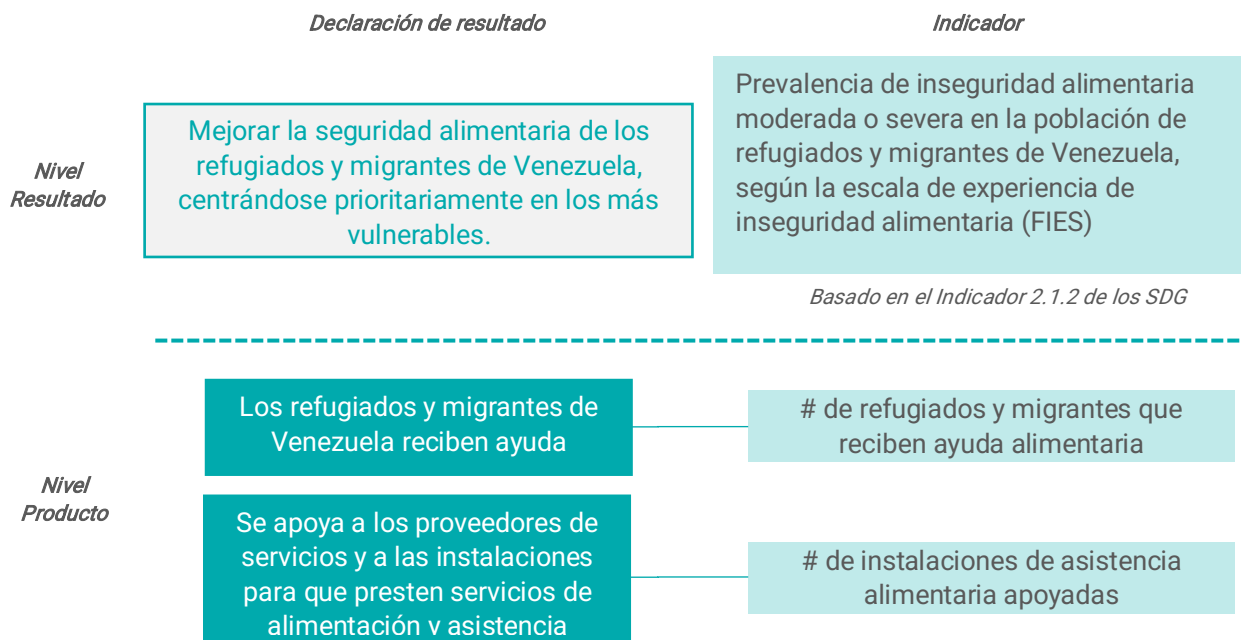 Declaración de resultado
Indicador
Nivel
Resultado
Mejorar la seguridad alimentaria de los
refugiados y migrantes de Venezuela,
centrándose prioritariamente en los más
vulnerables.
Prevalencia de inseguridad alimentaria
moderada o severa en la población de
refugiados y migrantes de Venezuela,
según la escala de experiencia de
inseguridad alimentaria (FIES)
Basado en el Indicador 2.1.2 de los SDG
Nivel
Producto
Los refugiados y migrantes de
Venezuela reciben ayuda
# de refugiados y migrantes que
reciben ayuda alimentaria
Se apoya a los proveedores de
servicios y a las instalaciones
para que presten servicios de
alimentación y asistencia
# de instalaciones de asistencia
alimentaria apoyadas